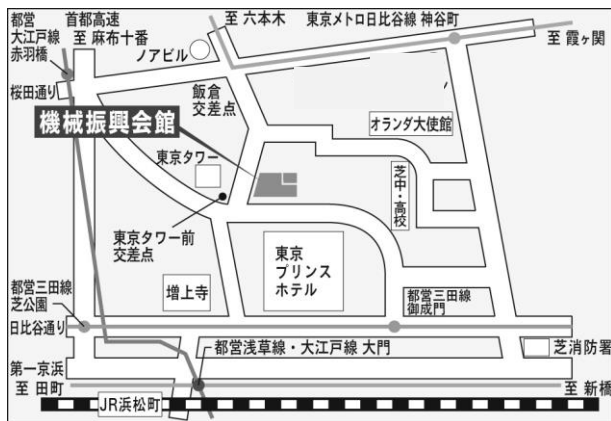 都営
大江戸線
赤羽橋
首都高速
至 麻布十番
至 六本木
東京メトロ日比谷線 神谷町
至 霞ヶ関
ノアビル
桜田通り
飯倉
交差点
機械振興会館
オランダ大使館
東京タワー
芝中・高校
東京タワー前
交差点
東京
プリンス
ホテル
増上寺
都営三田線
芝公園
都営三田線
御成門
日比谷通り
都営浅草線・大江戸線 大門
芝消防署
第一京浜
至 田町
至 新橋
JR浜松町